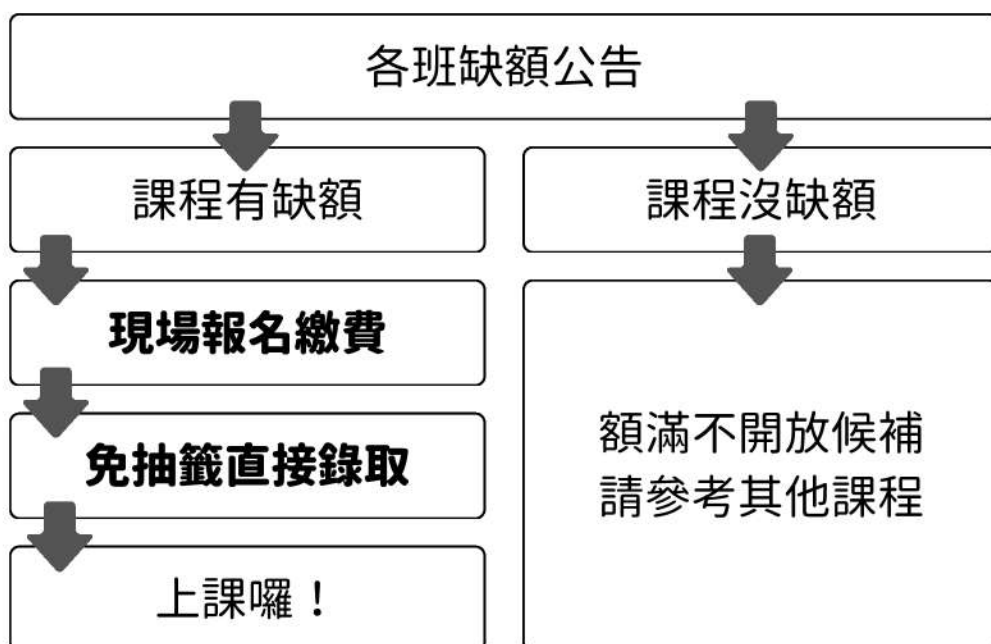 各班缺額公告
課程有缺額
課程沒缺額
現場報名繳費
免抽籤直接錄取
額滿不開放候補
請參考其他課程
上課囉！